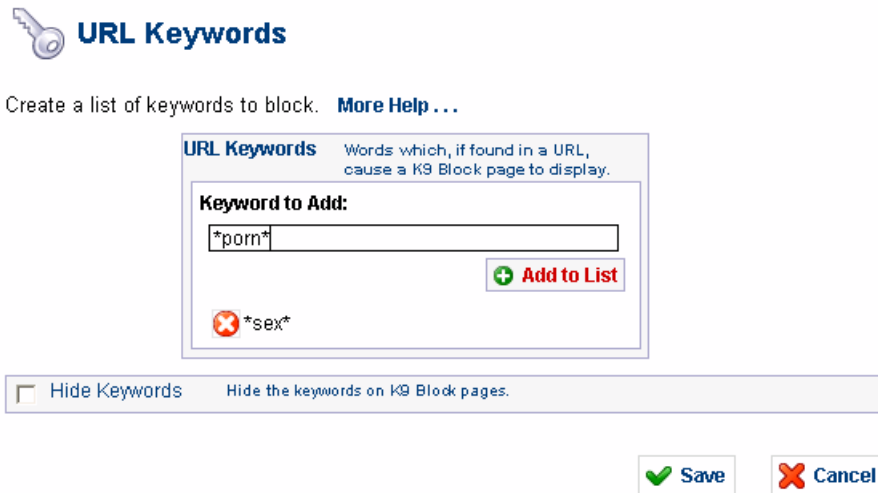 URL Keywords
Create a list of keywords to block. More Help . . .
URL Keywords Words which, if found in a URL,
cause a K9 Block page to display.
Keyword to Add:
*porn*
Add to List
*sex*
Hide Keywords Hide the keywords on K9 Block pages.
Save Cancel